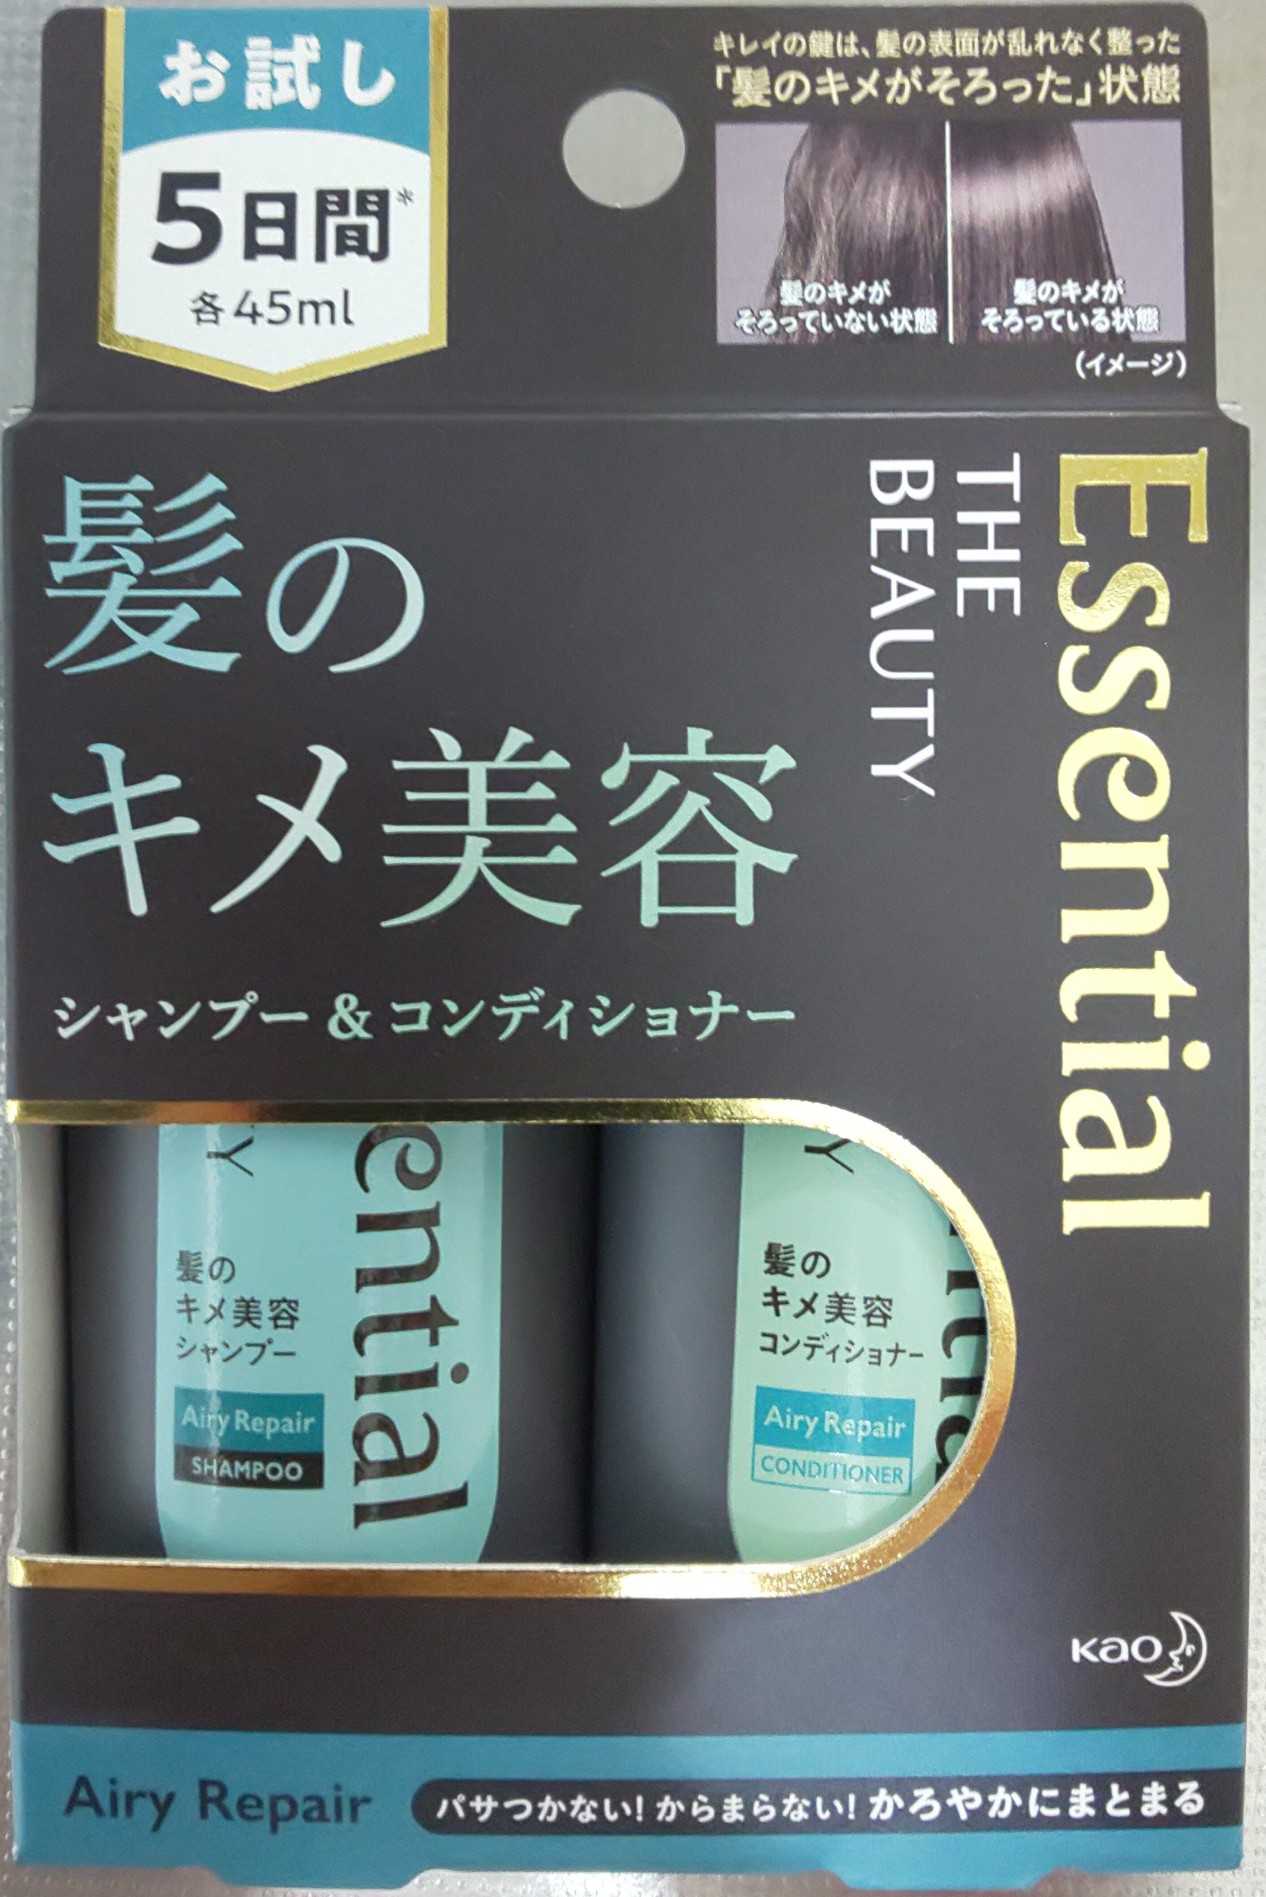 お試し
5日間*
各45ml
キレイの鍵は、髪の表面が乱れなく整った
「髪のキメがそろった」状態
髪のキメが
そろっていない状態
髪のキメが
そろっている状態
(イメージ)
Essential
THE
BEAUTY
髪の
キメ美容
シャンプー & コンディショナー
TY
ential
髪の
キメ美容
シャンプー
Airy Repair
SHAMPOO
Y
髪の
キメ美容
コンディショナー
Airy Repair
CONDITIONER
Kao
Airy Repair
パサつかない! からまらない! かろやかにまとまる